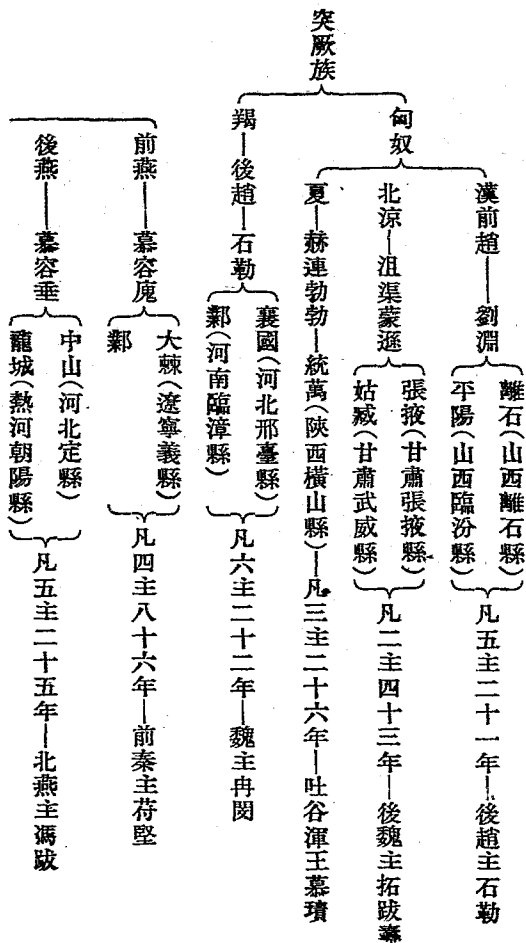 突厥族
匈奴
漢前趙——劉淵
離石(山西離石縣)
平陽(山西臨汾縣)
凡五主二十一年—後趙主石勒
北涼—沮渠蒙遜
張掖(甘肅張掖縣)
姑臧(甘肅武威縣)
凡二主四十三年—後魏主拓跋燾
夏—赫連勃勃—統萬(陝西橫山縣)—凡三主二十六年—吐谷渾王慕璝
羯—後趙—石勒
襄國(河北邢臺縣)
鄴(河南臨漳縣)
凡六主二十二年—魏主冉閔
前燕——慕容廆
大棘(遼寧義縣)
鄴
凡四主八十六年—前秦主苻堅
後燕——慕容垂
中山(河北定縣)
龍城(熱河朝陽縣)
凡五主二十五年—北燕主馮跋